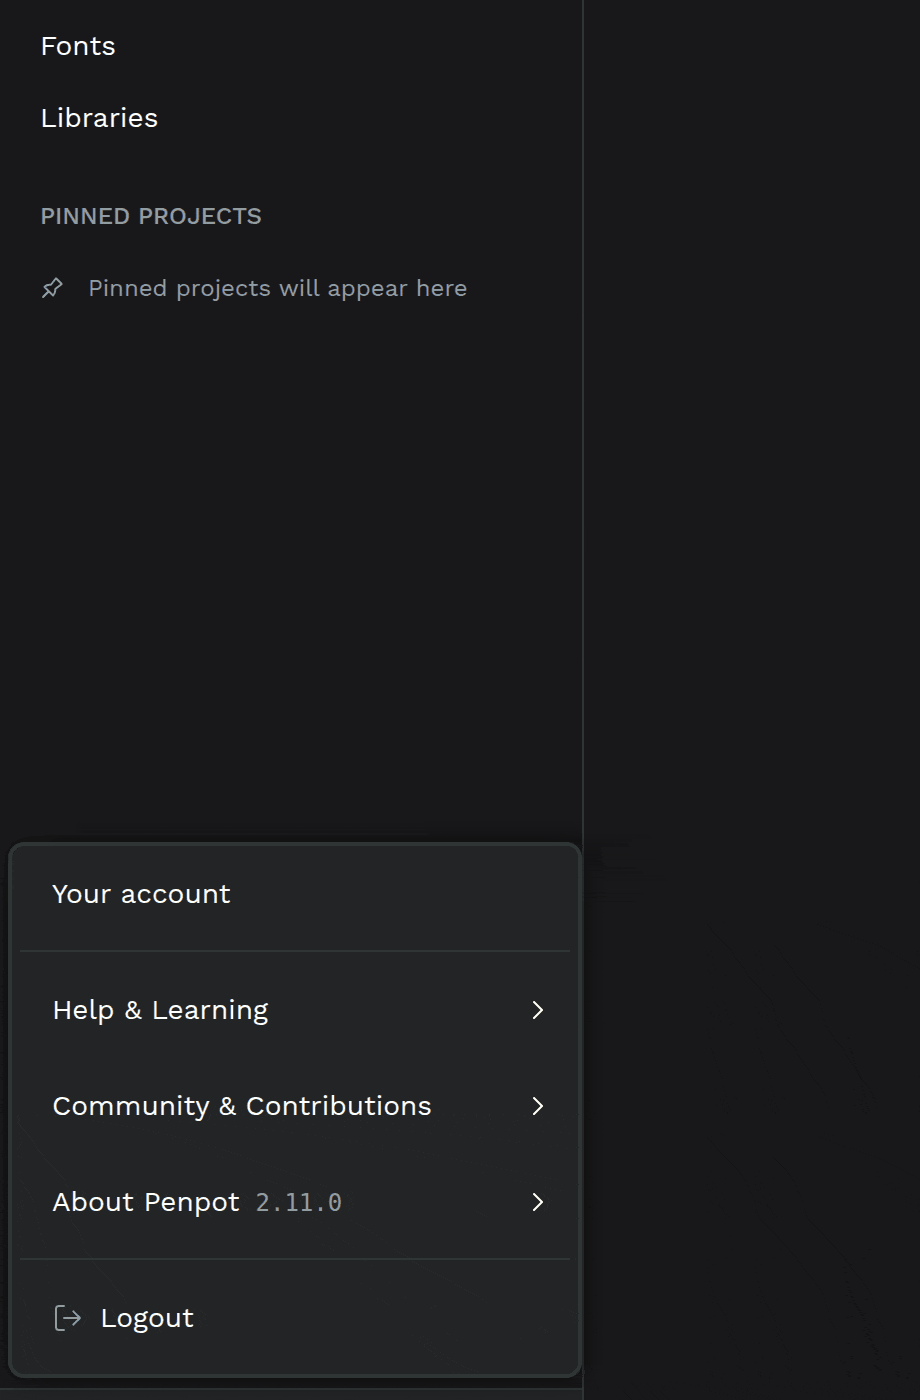 Fonts
Libraries
PINNED PROJECTS
Pinned projects will appear here
Your account
Help & Learning
Community & Contributions
About Penpot 2.11.0
Logout